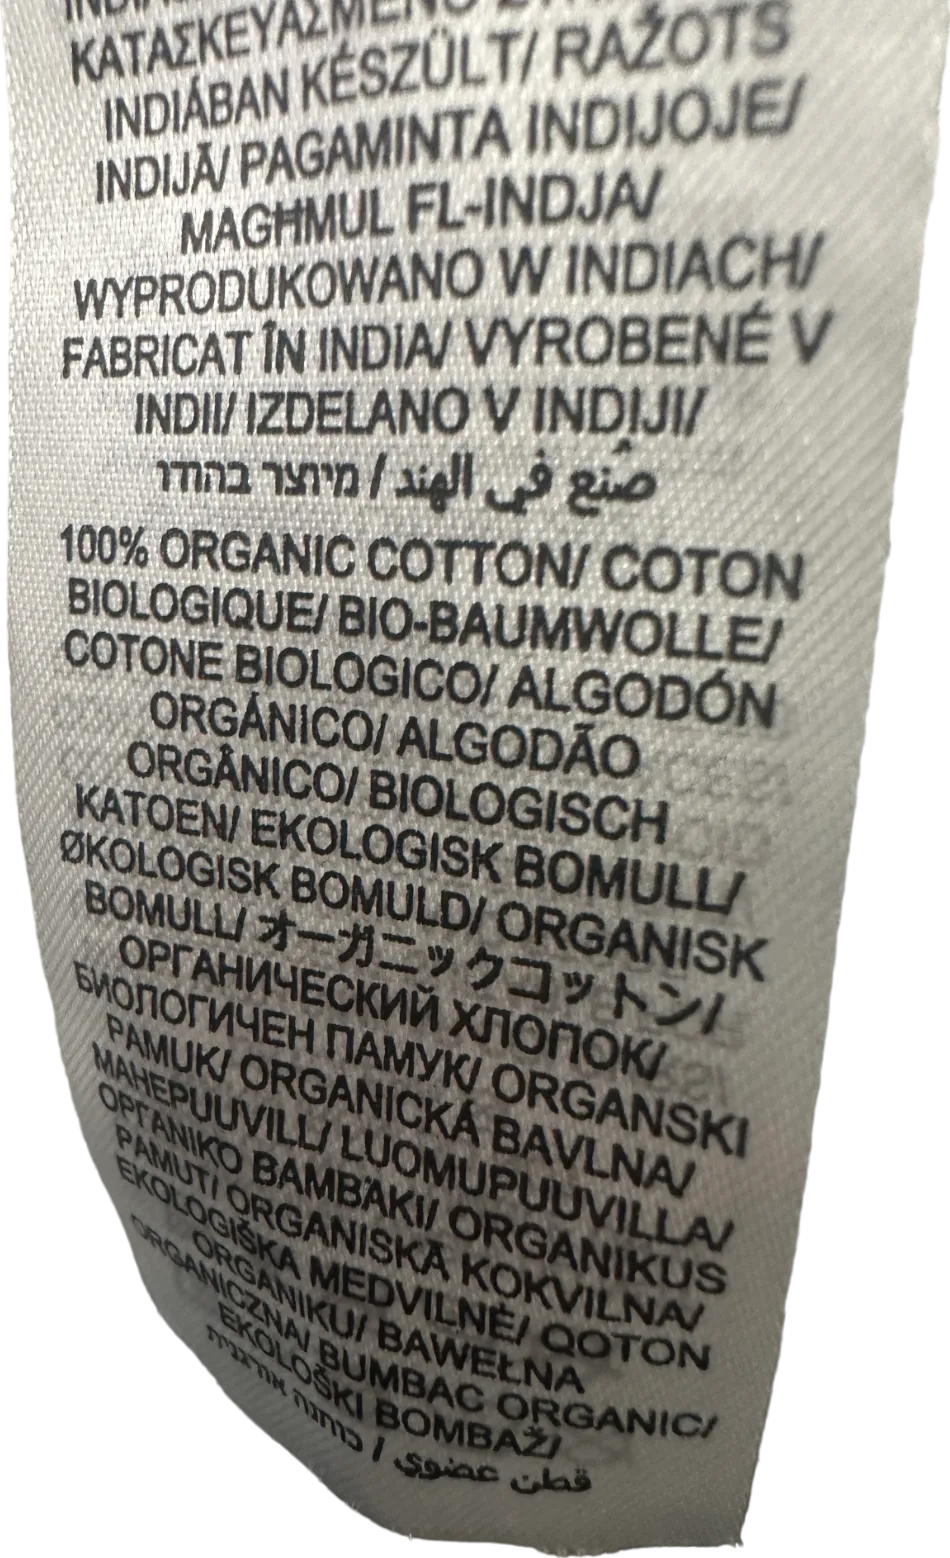 ΚΑΤΑΣΚΕΥΑΣΜΕΝΟ
INDIÁBAN KÉSZÜLT/ RAŽOTS
INDIJĀ/ PAGAMINTA INDIJOJE/
MAGĦMUL FL-INDJA/
WYPRODUKOWANO W INDIACH/
FABRICAT ÎN INDIA/ VYROBENÉ V
INDII/ IZDELANO V INDIJI/
صُنع في الهند / מיוצר בהודו
100% ORGANIC COTTON/ COTON
BIOLOGIQUE/ BIO-BAUMWOLLE/
COTONE BIOLOGICO/ ALGODÓN
ORGÁNICO/ ALGODÃO
ORGÂNICO/ BIOLOGISCH
KATOEN/ EKOLOGISK BOMULL/
ØKOLOGISK BOMULD/ ORGANISK
BOMULL/ オーガニックコットン/
ОРГАНИЧЕСКИЙ ХЛОПОК/
БИОЛОГИЧЕН ПАМУК/ ORGANSKI
PAMUK/ ORGANICKÁ BAVLNA/
MAHEPUUVILL/ LUOMUPUUVILLA/
ΟΡΓΑΝΙΚΟ ΒΑΜΒΑΚΙ/ ORGANIKUS
PAMUT/ ORGANISKĀ KOKVILNA/
EKOLOGIŠKA MEDVILNĖ/ QOTON
ORGANIKU/ BAWEŁNA
ORGANICZNA/ BUMBAC ORGANIC/
EKOLOŠKI BOMBAŽ/
قطن عضوي / כותנה אורגנית